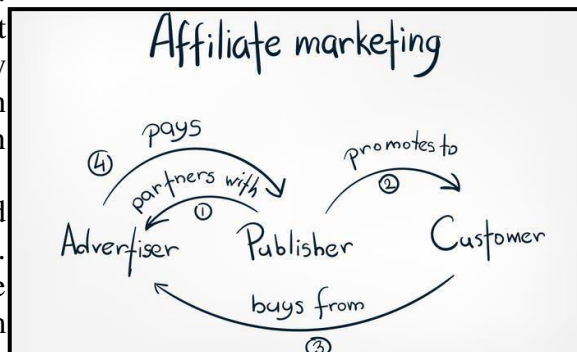 Affiliate marketing
pays
④
promotes to
partners with
②
①
Advertiser
Publisher
Customer
buys from
③